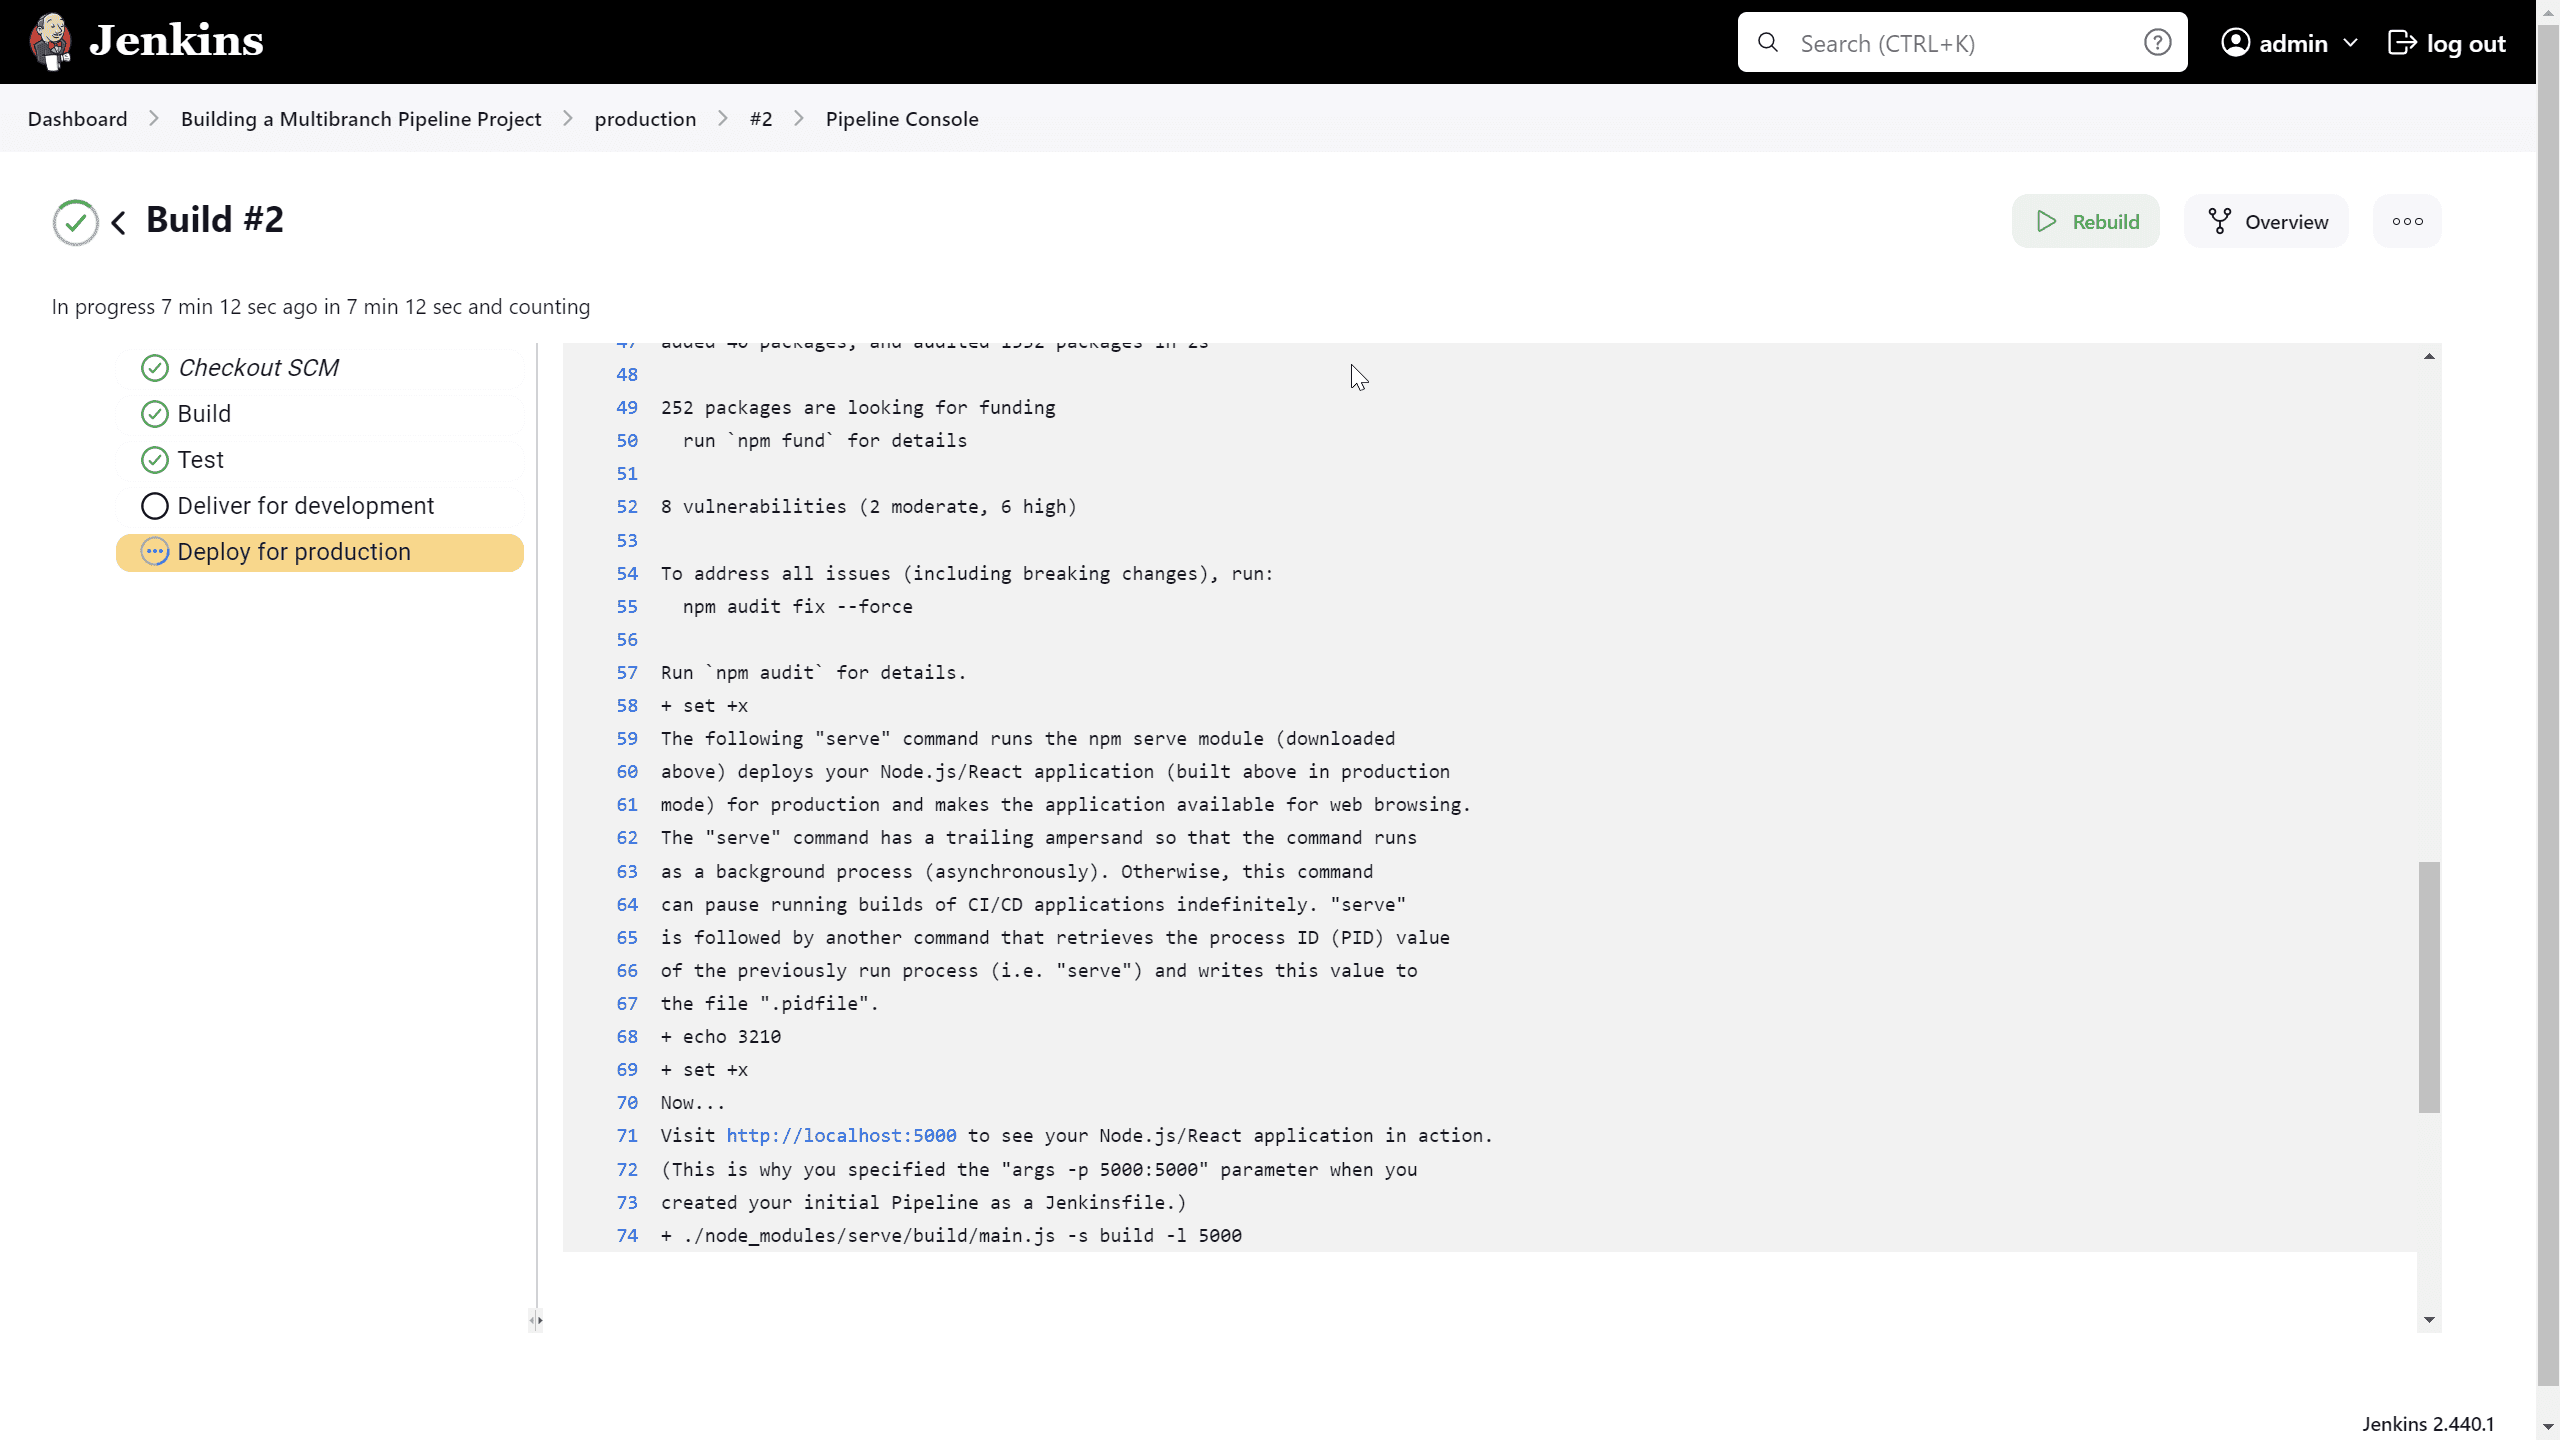 Jenkins
Search (CTRL+K)
admin
log out
Dashboard
Building a Multibranch Pipeline Project
production
#2
Pipeline Console
Build #2
Rebuild
Overview
In progress 7 min 12 sec ago in 7 min 12 sec and counting
Checkout SCM
Build
Test
Deliver for development
Deploy for production
47 added 40 packages, and audited 1552 packages in 2s
48
49 252 packages are looking for funding
50 run `npm fund` for details
51
52 8 vulnerabilities (2 moderate, 6 high)
53
54 To address all issues (including breaking changes), run:
55 npm audit fix --force
56
57 Run `npm audit` for details.
58 + set +x
59 The following "serve" command runs the npm serve module (downloaded
60 above) deploys your Node.js/React application (built above in production
61 mode) for production and makes the application available for web browsing.
62 The "serve" command has a trailing ampersand so that the command runs
63 as a background process (asynchronously). Otherwise, this command
64 can pause running builds of CI/CD applications indefinitely. "serve"
65 is followed by another command that retrieves the process ID (PID) value
66 of the previously run process (i.e. "serve") and writes this value to
67 the file ".pidfile".
68 + echo 3210
69 + set +x
70 Now...
71 Visit http://localhost:5000 to see your Node.js/React application in action.
72 (This is why you specified the "args -p 5000:5000" parameter when you
73 created your initial Pipeline as a Jenkinsfile.)
74 + ./node_modules/serve/build/main.js -s build -l 5000
Jenkins 2.440.1